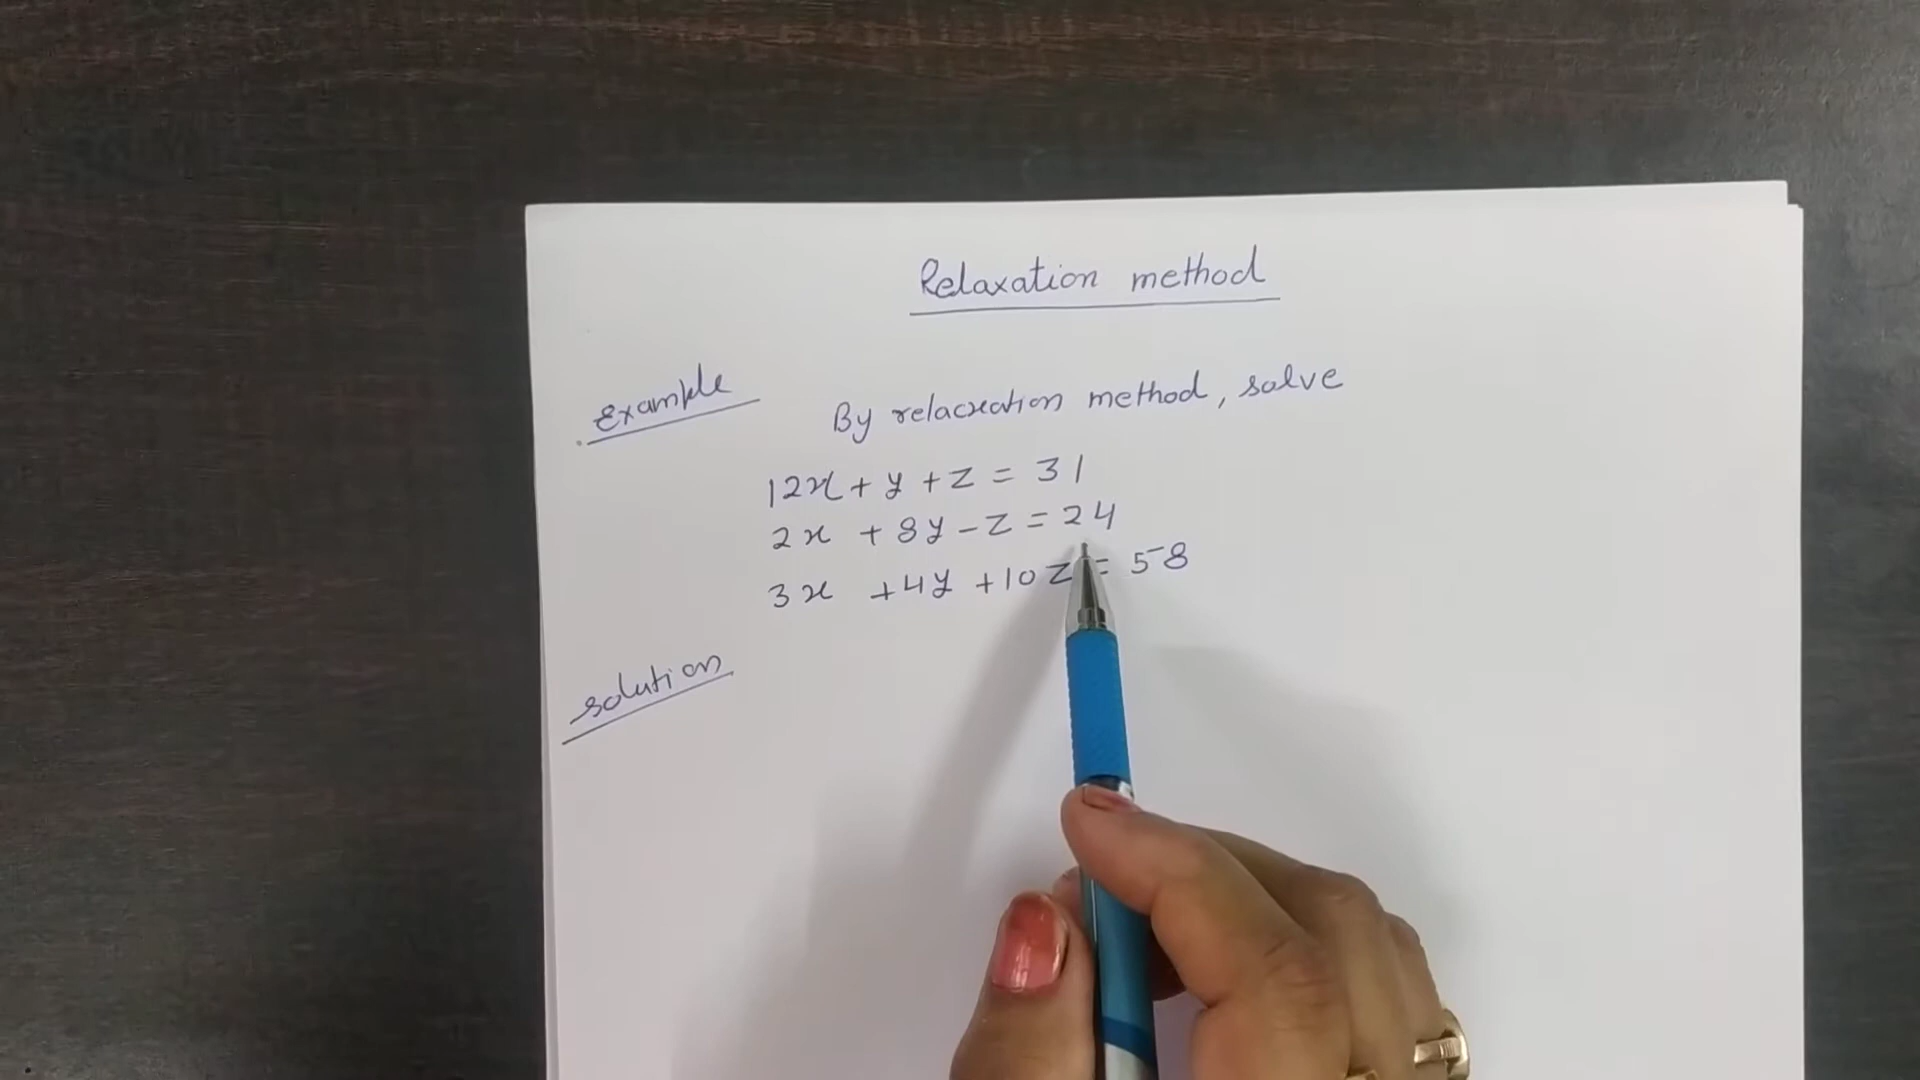 Relaxation method
Example
By relaxation method, solve
12x + y + z = 31
2x + 8y - z = 24
3x + 4y + 10z = 58
solution